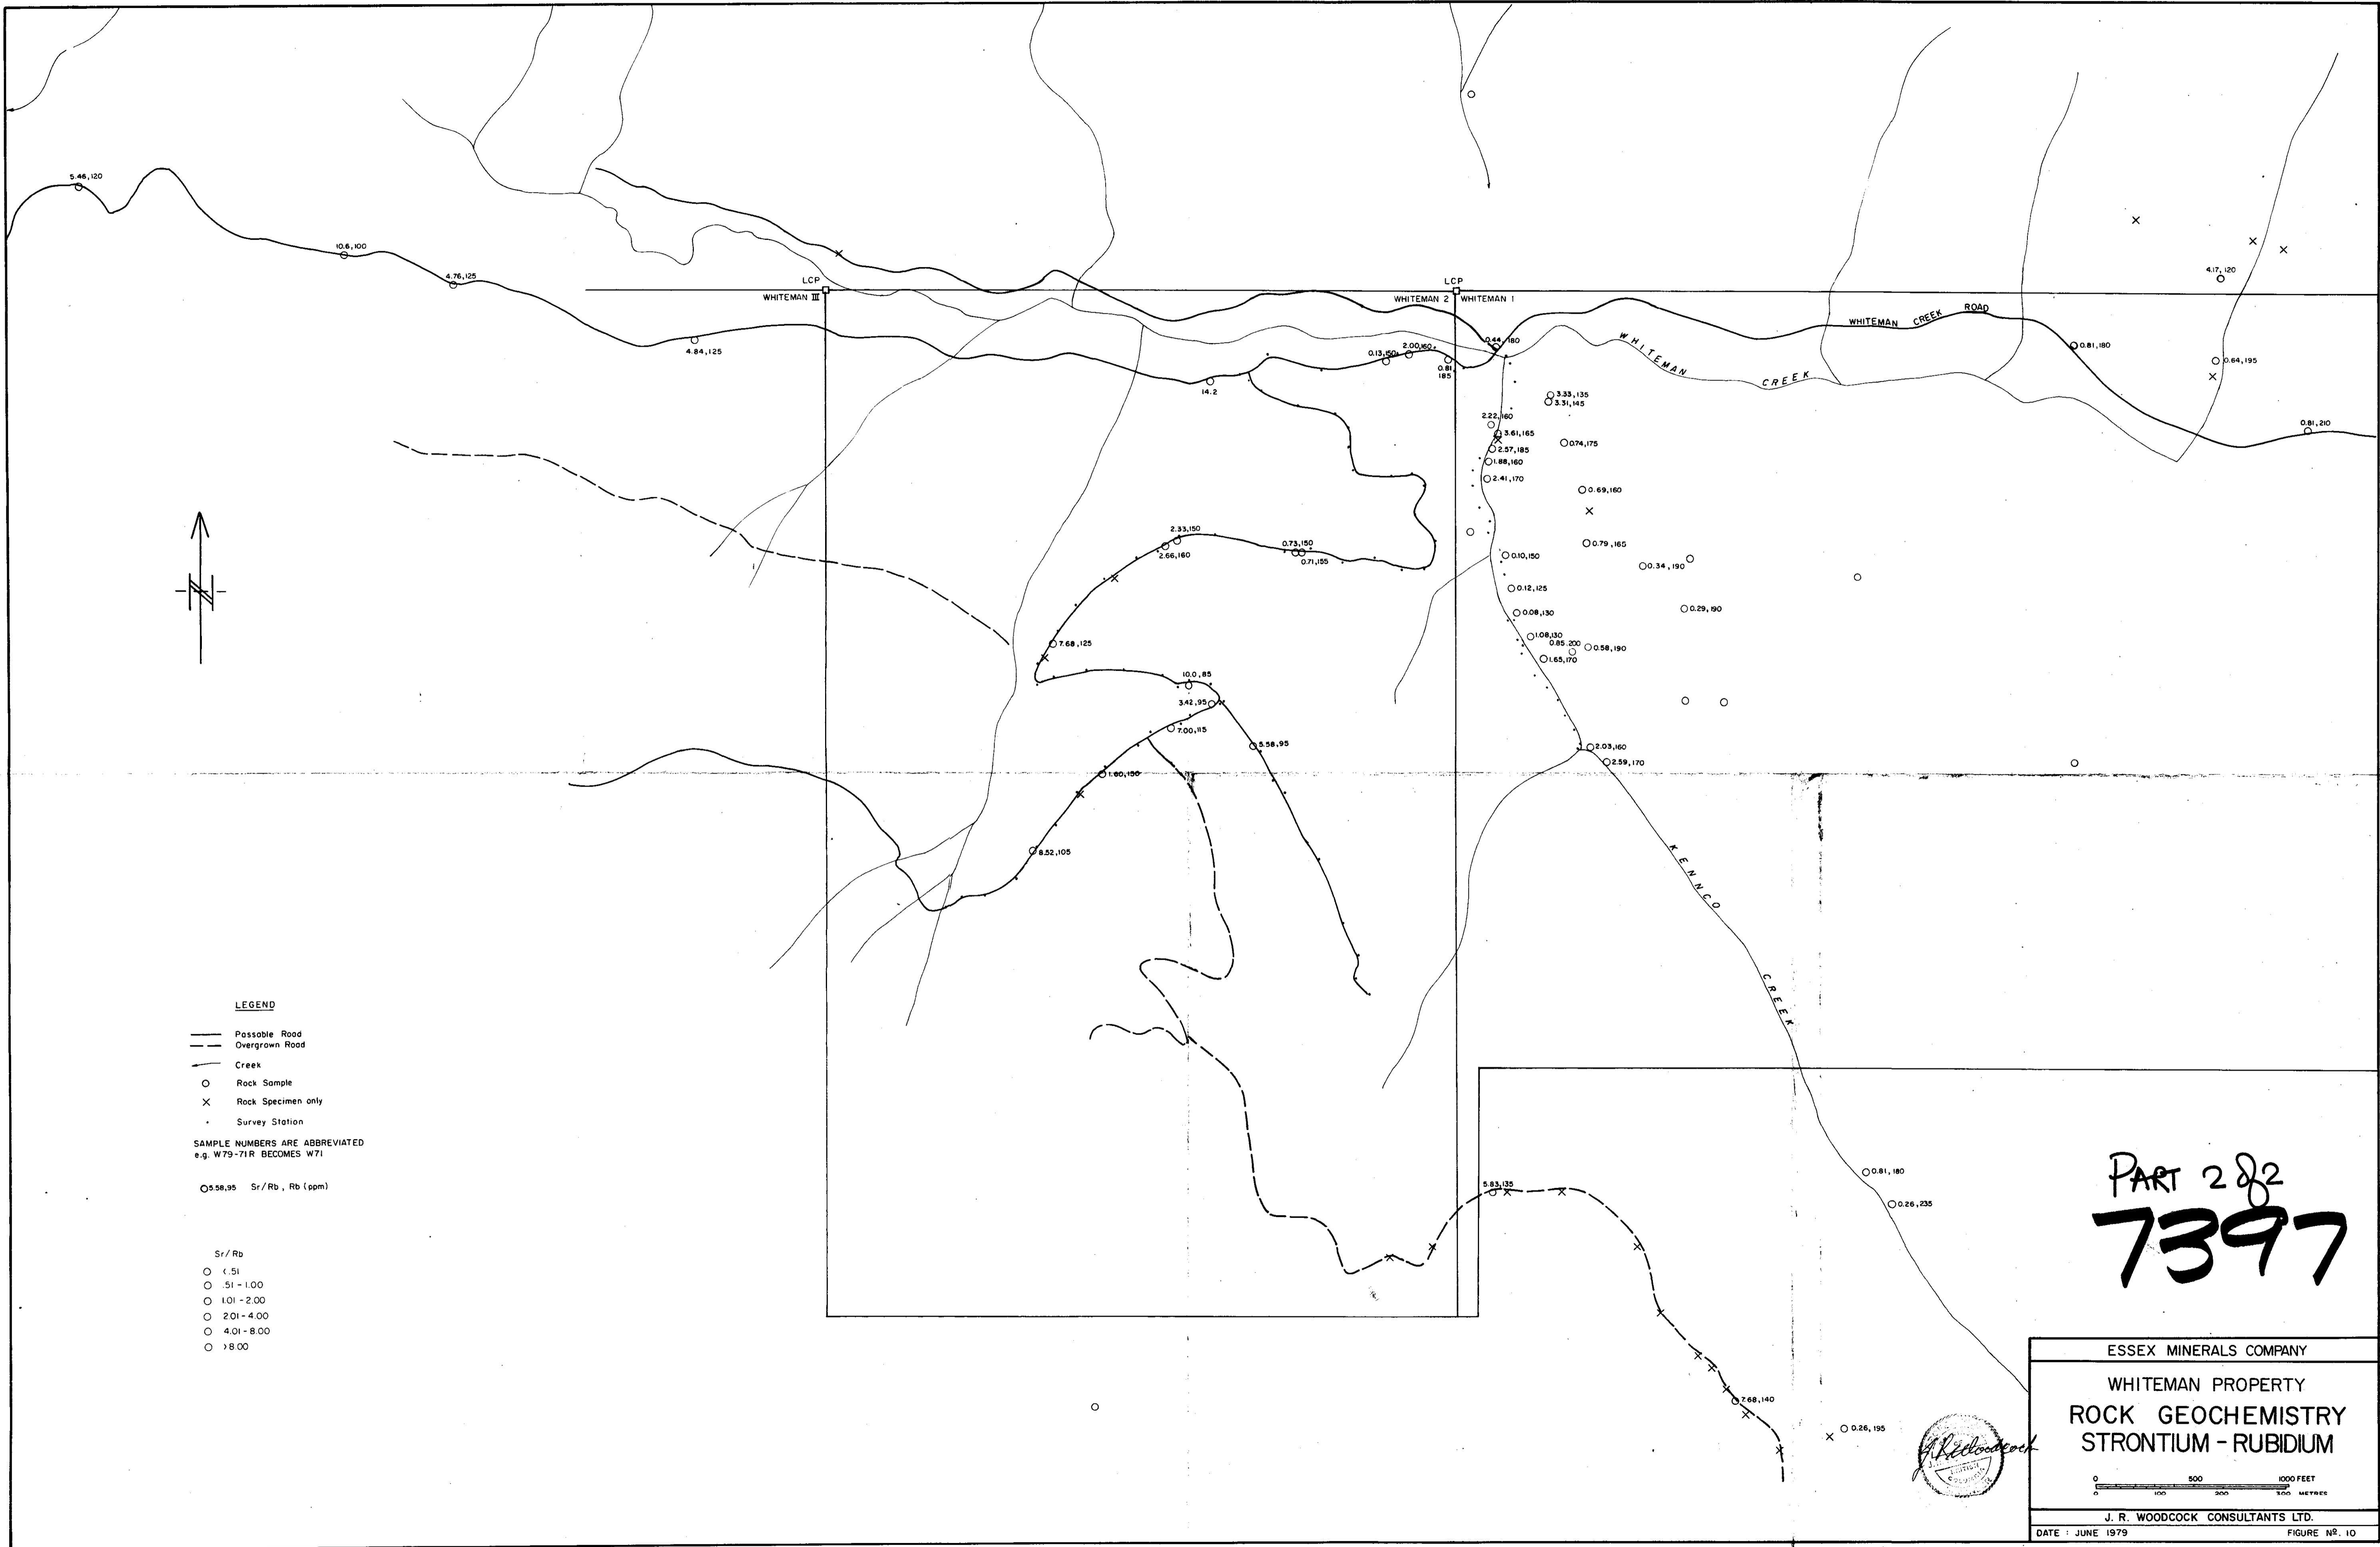 5.46,120
10.6,100
4.76,125
4.84,125
LCP
WHITEMAN III
LCP
WHITEMAN 2
WHITEMAN 1
WHITEMAN CREEK ROAD
WHITEMAN CREEK
4.17, 120
0.81,180
0.64,195
0.81,210
0.44, 180
2.00,160
0.13,150
0.81,
185
14.2
3.33,135
3.31,145
2.22,160
3.61,165
0.74,175
2.57,185
1.88,160
2.41,170
0.69,160
2.33,150
2.66,160
0.73,150
0.71,155
0.79,165
0.10,150
0.34,190
0.12,125
0.29,190
0.08,130
1.08,130
0.85,200
0.58,190
1.65,170
7.68,125
10.0,85
3.42,95
7.00,115
5.58,95
1.60,150
2.03,160
2.59,170
8.52,105
KENNCO CREEK
LEGEND
Passable Road
Overgrown Road
Creek
Rock Sample
Rock Specimen only
Survey Station
SAMPLE NUMBERS ARE ABBREVIATED
e.g. W79-71R BECOMES W71
5.58,95 Sr/Rb, Rb (ppm)
Sr/Rb
<.51
.51 - 1.00
1.01 - 2.00
2.01 - 4.00
4.01 - 8.00
>8.00
5.83,135
0.81, 180
0.26,235
7.68,140
0.26,195
PART 2 of 2
7397
J.R. Woodcock
ESSEX MINERALS COMPANY
WHITEMAN PROPERTY
ROCK GEOCHEMISTRY
STRONTIUM - RUBIDIUM
0 500 1000 FEET
0 100 200 300 METRES
J. R. WOODCOCK CONSULTANTS LTD.
DATE : JUNE 1979
FIGURE Nº. 10